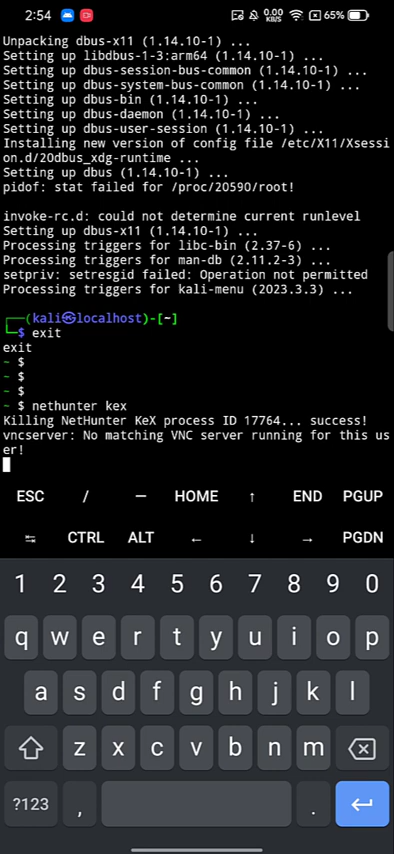 2:54 0.00 KB/S 65%
Unpacking dbus-x11 (1.14.10-1) ...
Setting up libdbus-1-3:arm64 (1.14.10-1) ...
Setting up dbus-session-bus-common (1.14.10-1) ...
Setting up dbus-system-bus-common (1.14.10-1) ...
Setting up dbus-bin (1.14.10-1) ...
Setting up dbus-daemon (1.14.10-1) ...
Setting up dbus-user-session (1.14.10-1) ...
Installing new version of config file /etc/X11/Xsessi
on.d/20dbus_xdg-runtime ...
Setting up dbus (1.14.10-1) ...
pidof: stat failed for /proc/20590/root!
invoke-rc.d: could not determine current runlevel
Setting up dbus-x11 (1.14.10-1) ...
Processing triggers for libc-bin (2.37-6) ...
Processing triggers for man-db (2.11.2-3) ...
setpriv: setresgid failed: Operation not permitted
Processing triggers for kali-menu (2023.3.3) ...
┌──(kali㉿localhost)-[~]
└─$ exit
exit
~ $
~ $
~ $
~ $ nethunter kex
Killing NetHunter KeX process ID 17764... success!
vncserver: No matching VNC server running for this us
er!
ESC / — HOME ↑ END PGUP
↹ CTRL ALT ← ↓ → PGDN
1 2 3 4 5 6 7 8 9 0
q w e r t y u i o p
a s d f g h j k l
z x c v b n m
?123 , .